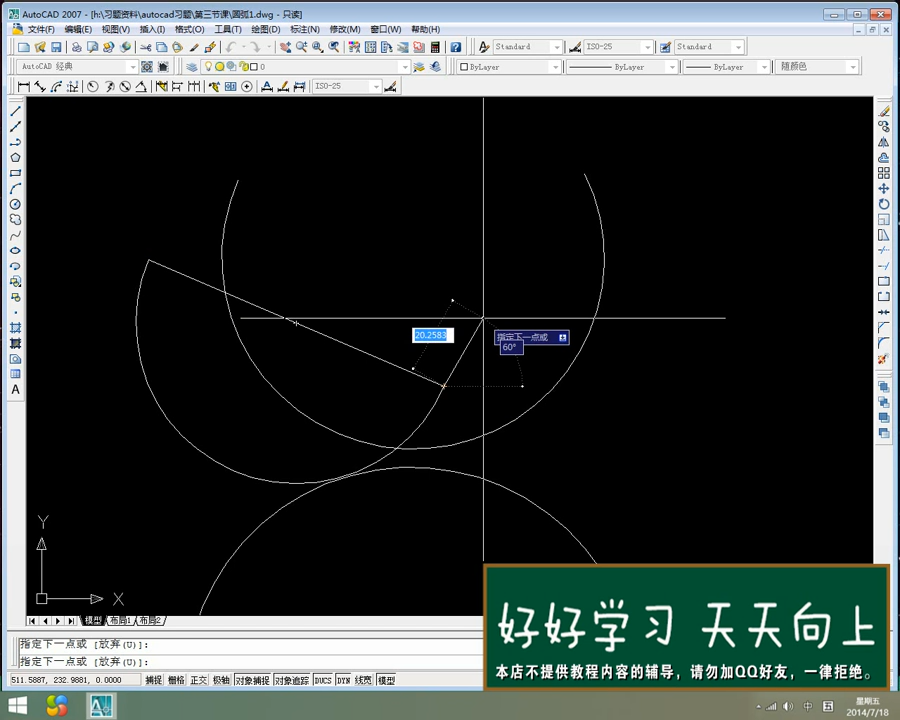 AutoCAD 2007 - [h:\习题资料\autocad习题\第三节课\圆弧1.dwg - 只读]
文件(F) 编辑(E) 视图(V) 插入(I) 格式(O) 工具(T) 绘图(D) 标注(N) 修改(M) 窗口(W) 帮助(H)
Standard ISO-25 Standard
AutoCAD 经典 0 ByLayer ByLayer ByLayer 随颜色
ISO-25
A
20.2583
指定下一点或
60°
Y
X
模型 布局1 布局2
指定下一点或 [放弃(U)]:
指定下一点或 [放弃(U)]:
511.5887, 232.9881, 0.0000 捕捉 栅格 正交 极轴 对象捕捉 对象追踪 DUCS DYN 线宽 模型
好好学习 天天向上
本店不提供教程内容的辅导，请勿加QQ好友，一律拒绝。
中 五
星期五
2014/7/18